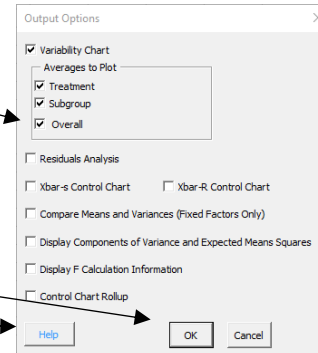 Output Options
Variability Chart
Averages to Plot
Treatment
Subgroup
Overall
Residuals Analysis
Xbar-s Control Chart Xbar-R Control Chart
Compare Means and Variances (Fixed Factors Only)
Display Components of Variance and Expected Means Squares
Display F Calculation Information
Control Chart Rollup
Help OK Cancel